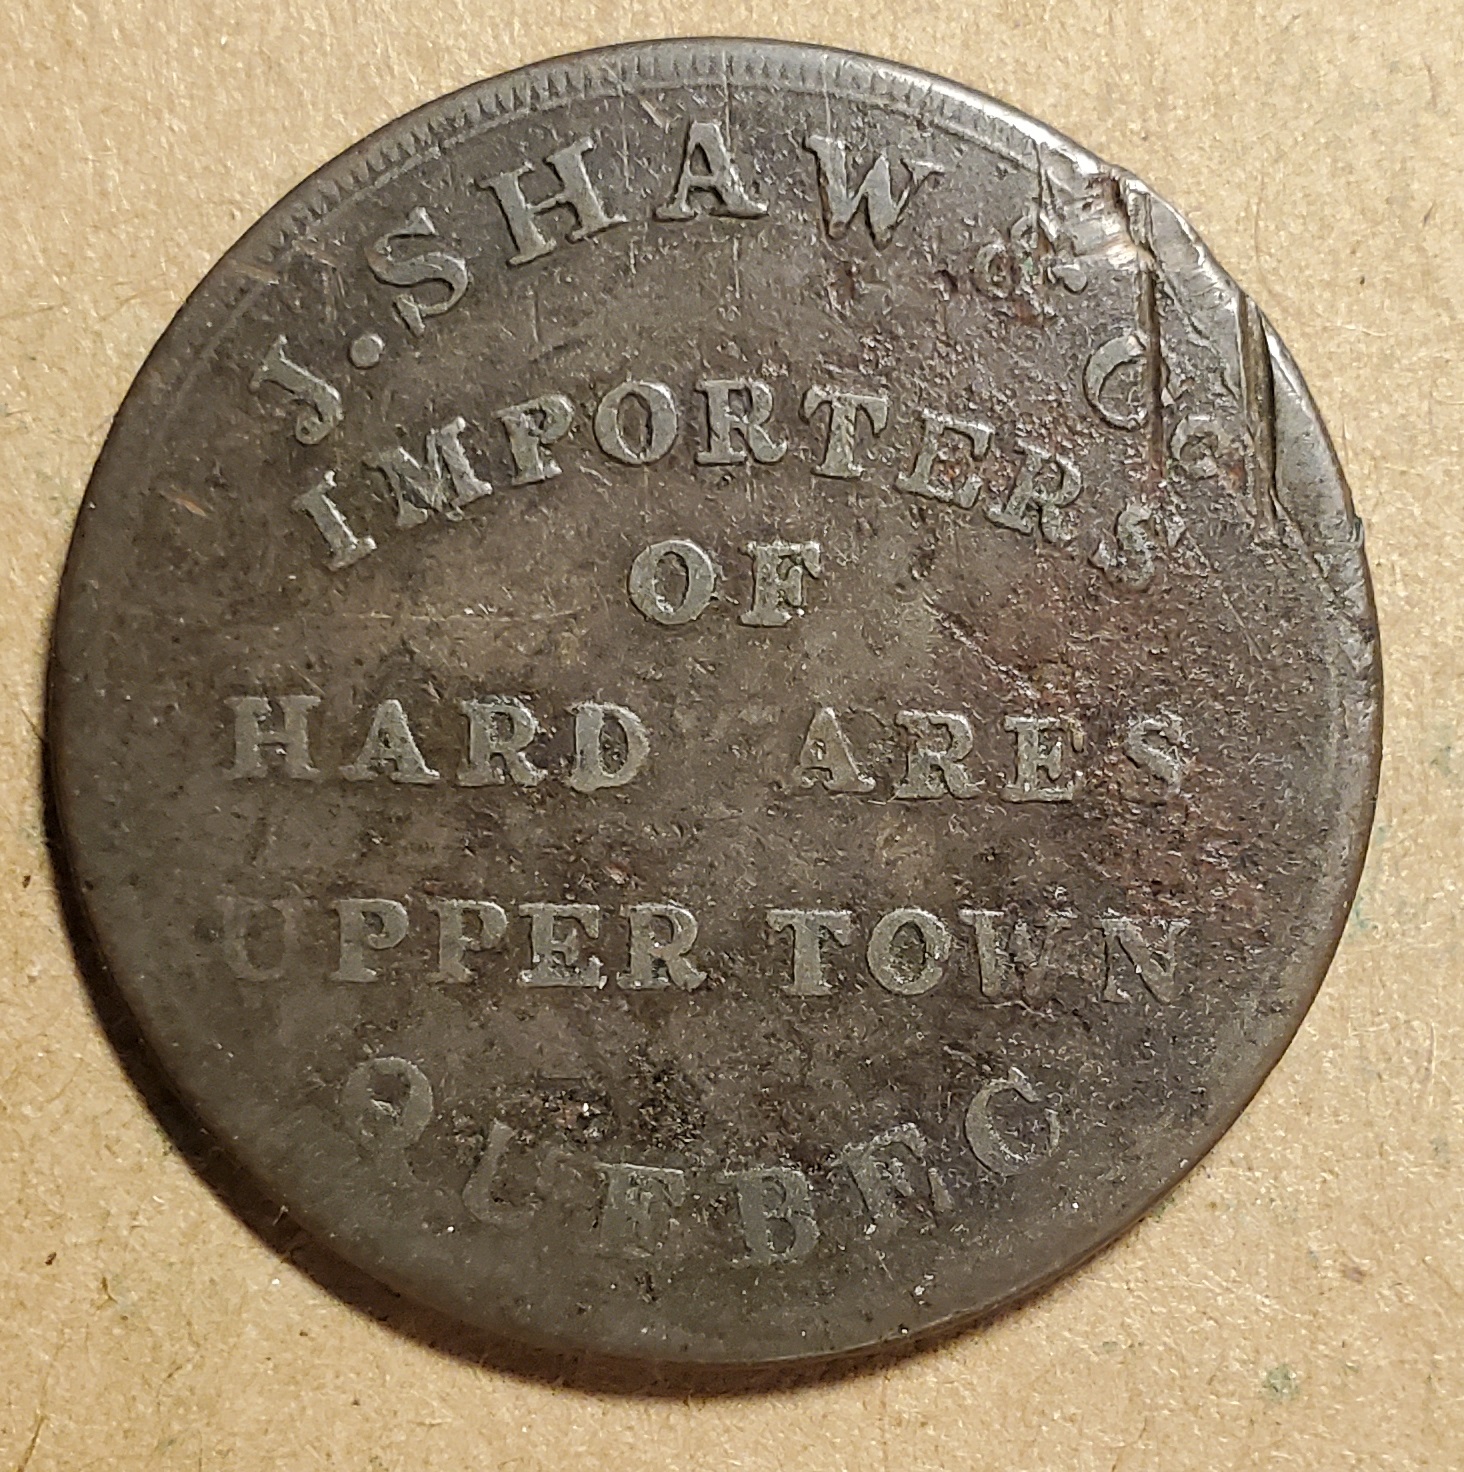 J. SHAW & Co
IMPORTERS
OF
HARD ARES
UPPER TOWN
QUEBEC